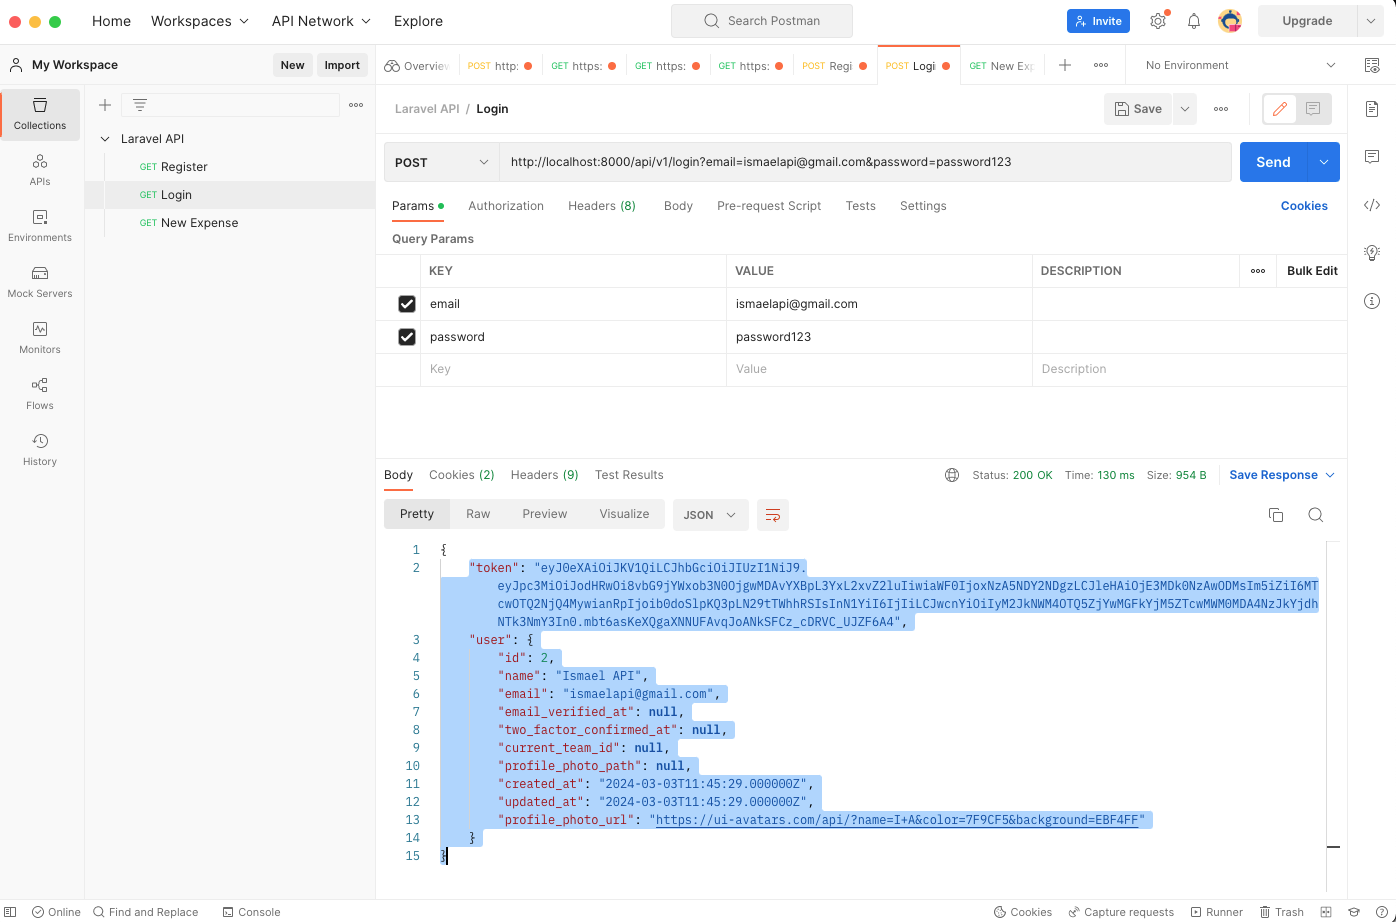 Home Workspaces API Network Explore
Search Postman
Invite
Upgrade
My Workspace
New Import
Overview
POST http:
GET https:
GET https:
GET https:
POST Regi
POST Logi
GET New Exp
No Environment
Collections
APIs
Environments
Mock Servers
Monitors
Flows
History
Laravel API
GET Register
GET Login
GET New Expense
Laravel API / Login
Save
POST
http://localhost:8000/api/v1/login?email=ismaelapi@gmail.com&password=password123
Send
Params Authorization Headers (8) Body Pre-request Script Tests Settings
Cookies
Query Params
KEY VALUE DESCRIPTION
Bulk Edit
email ismaelapi@gmail.com
password password123
Key Value Description
Body Cookies (2) Headers (9) Test Results
Status: 200 OK Time: 130 ms Size: 954 B
Save Response
Pretty Raw Preview Visualize
JSON
1 {
2 "token": "eyJ0eXAiOiJKV1QiLCJhbGciOiJIUzI1NiJ9.
eyJpc3MiOiJodHRwOi8vbG9jYWxob3N0OjgwMDAvYXBpL3YxL2xvZ2luIiwiaWF0IjoxNzA5NDY2NDgzLCJleHAiOjE3MDk0NzAwODMsIm5iZiI6MT
cwOTQ2NjQ4MywianRpIjoib0doSlpKQ3pLN29tTWhhRSIsInN1YiI6IjIiLCJwcnYiOiIyM2JkNWM4OTQ5ZjYwMGFkYjM5ZTcwMWM0MDA4NzJkYjdh
NTk3NmY3In0.mbt6asKeXQgaXNNUFAvqJoANkSFCz_cDRVC_UJZF6A4",
3 "user": {
4 "id": 2,
5 "name": "Ismael API",
6 "email": "ismaelapi@gmail.com",
7 "email_verified_at": null,
8 "two_factor_confirmed_at": null,
9 "current_team_id": null,
10 "profile_photo_path": null,
11 "created_at": "2024-03-03T11:45:29.000000Z",
12 "updated_at": "2024-03-03T11:45:29.000000Z",
13 "profile_photo_url": "https://ui-avatars.com/api/?name=I+A&color=7F9CF5&background=EBF4FF"
14 }
15 }
Online Find and Replace Console
Cookies Capture requests Runner Trash